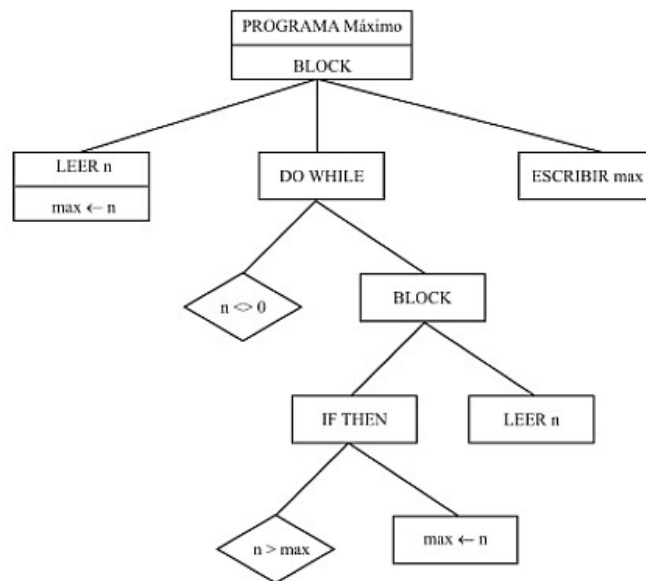 PROGRAMA Máximo
BLOCK
LEER n
max ← n
DO WHILE
ESCRIBIR max
n <> 0
BLOCK
IF THEN
LEER n
n > max
max ← n